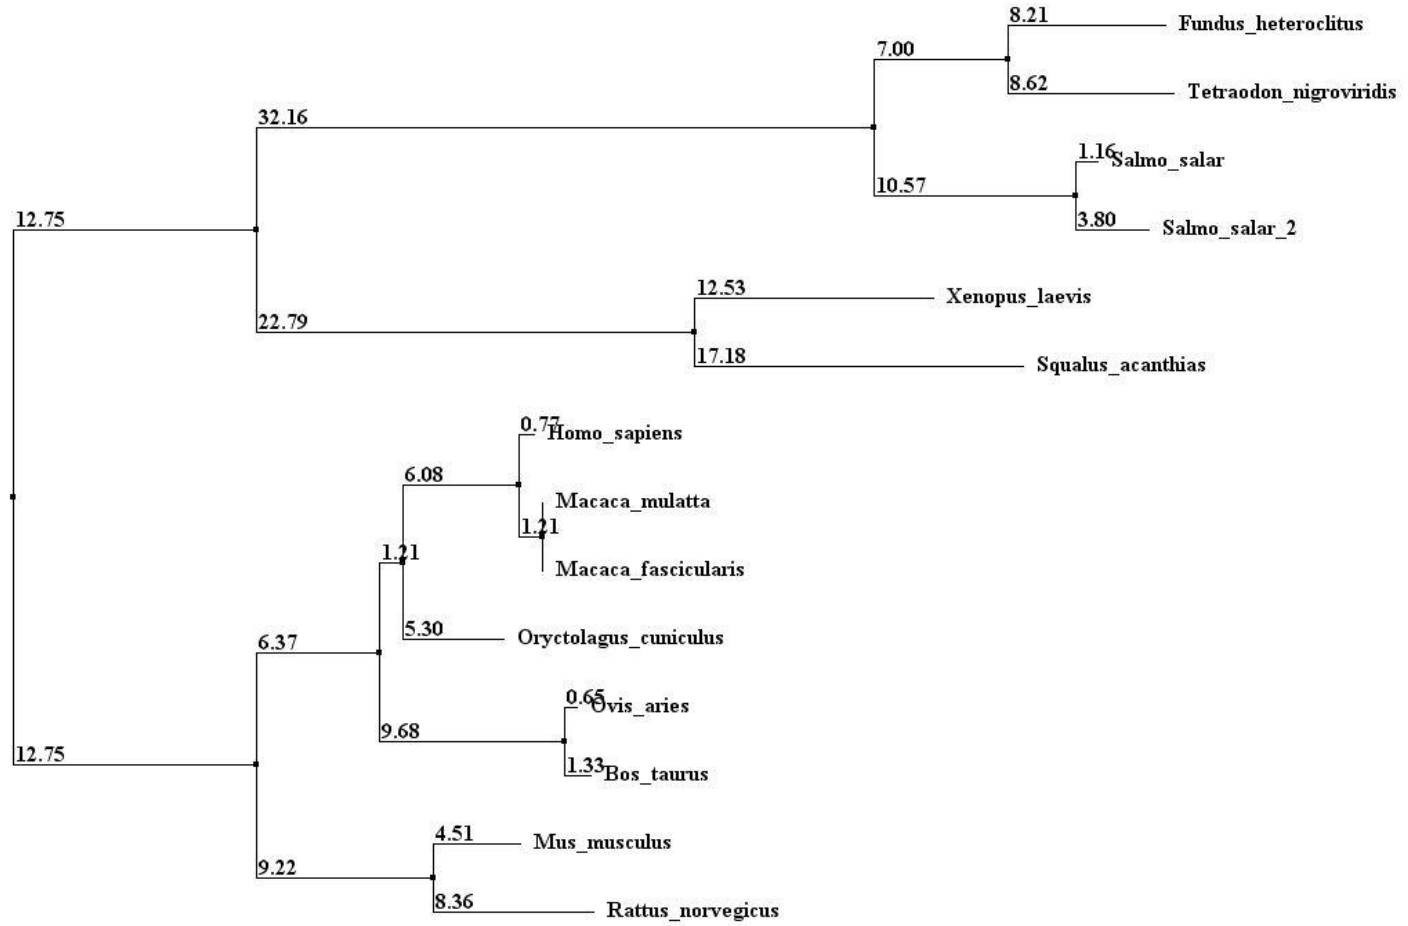 8.21
Fundus_heteroclitus
7.00
8.62
Tetraodon_nigroviridis
32.16
1.16
Salmo_salar
10.57
3.80
Salmo_salar_2
12.75
12.53
Xenopus_laevis
22.79
17.18
Squalus_acanthias
0.77
Homo_sapiens
6.08
Macaca_mulatta
1.21
1.21
Macaca_fascicularis
5.30
Oryctolagus_cuniculus
6.37
0.65
Ovis_aries
9.68
12.75
1.33
Bos_taurus
4.51
Mus_musculus
9.22
8.36
Rattus_norvegicus